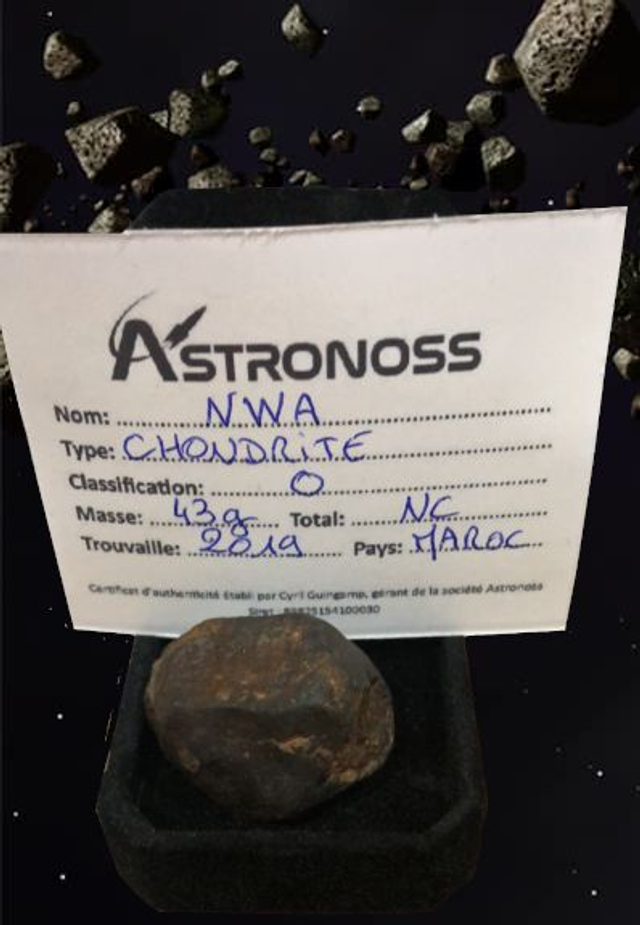 ASTRONOSS
Nom: NWA
Type: CHONDRITE
Classification: O
Masse: 43g Total: NC
Trouvaille: 2019 Pays: MAROC
Certificat d'authenticité établi par Cyril Guingamp, gérant de la société Astronoss
Siret :